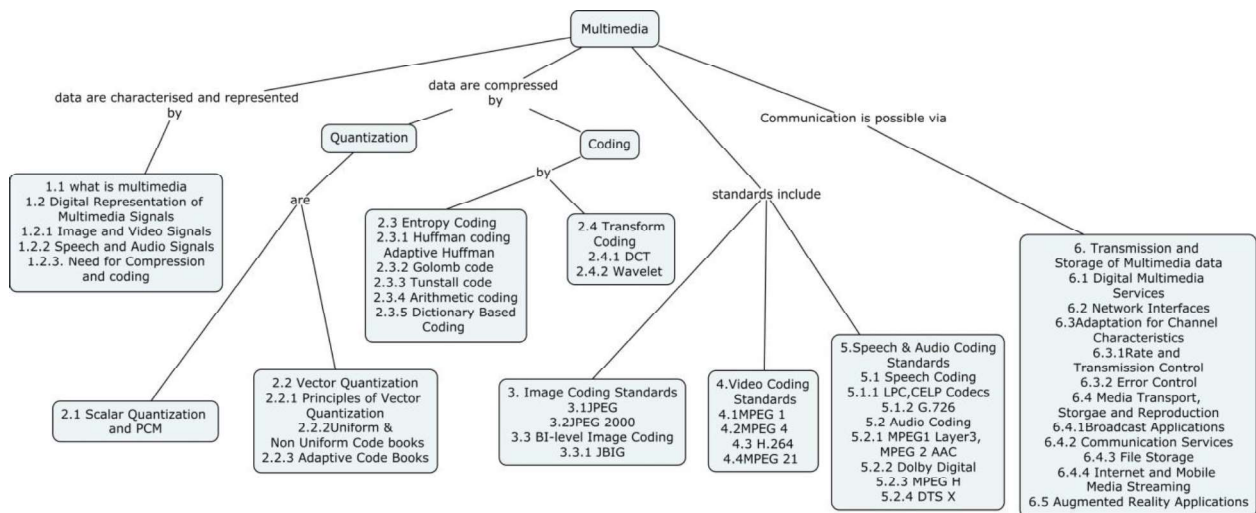 Multimedia
data are characterised and represented
by
data are compressed
by
Communication is possible via
Quantization
Coding
1.1 what is multimedia
1.2 Digital Representation of
Multimedia Signals
1.2.1 Image and Video Signals
1.2.2 Speech and Audio Signals
1.2.3. Need for Compression
and coding
are
by
standards include
2.3 Entropy Coding
2.3.1 Huffman coding
Adaptive Huffman
2.3.2 Golomb code
2.3.3 Tunstall code
2.3.4 Arithmetic coding
2.3.5 Dictionary Based
Coding
2.4 Transform
Coding
2.4.1 DCT
2.4.2 Wavelet
2.1 Scalar Quantization
and PCM
2.2 Vector Quantization
2.2.1 Principles of Vector
Quantization
2.2.2Uniform &
Non Uniform Code books
2.2.3 Adaptive Code Books
3. Image Coding Standards
3.1JPEG
3.2JPEG 2000
3.3 BI-level Image Coding
3.3.1 JBIG
4.Video Coding
Standards
4.1MPEG 1
4.2MPEG 4
4.3 H.264
4.4MPEG 21
5.Speech & Audio Coding
Standards
5.1 Speech Coding
5.1.1 LPC,CELP Codecs
5.1.2 G.726
5.2 Audio Coding
5.2.1 MPEG1 Layer3,
MPEG 2 AAC
5.2.2 Dolby Digital
5.2.3 MPEG H
5.2.4 DTS X
6. Transmission and
Storage of Multimedia data
6.1 Digital Multimedia
Services
6.2 Network Interfaces
6.3Adaptation for Channel
Characteristics
6.3.1Rate and
Transmission Control
6.3.2 Error Control
6.4 Media Transport,
Storgae and Reproduction
6.4.1Broadcast Applications
6.4.2 Communication Services
6.4.3 File Storage
6.4.4 Internet and Mobile
Media Streaming
6.5 Augmented Reality Applications